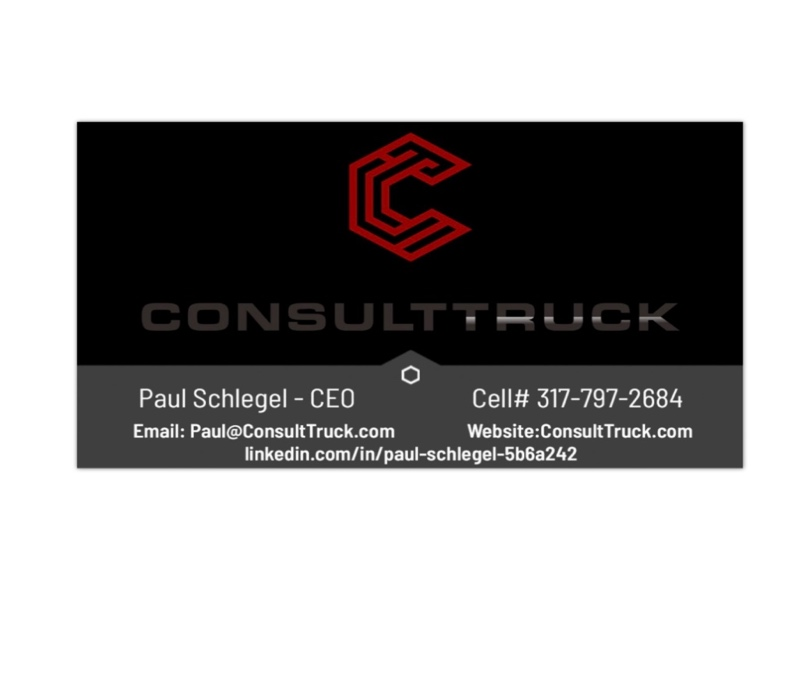 CONSULTTRUCK
Paul Schlegel - CEO
Cell# 317-797-2684
Email: Paul@ConsultTruck.com
Website:ConsultTruck.com
linkedin.com/in/paul-schlegel-5b6a242